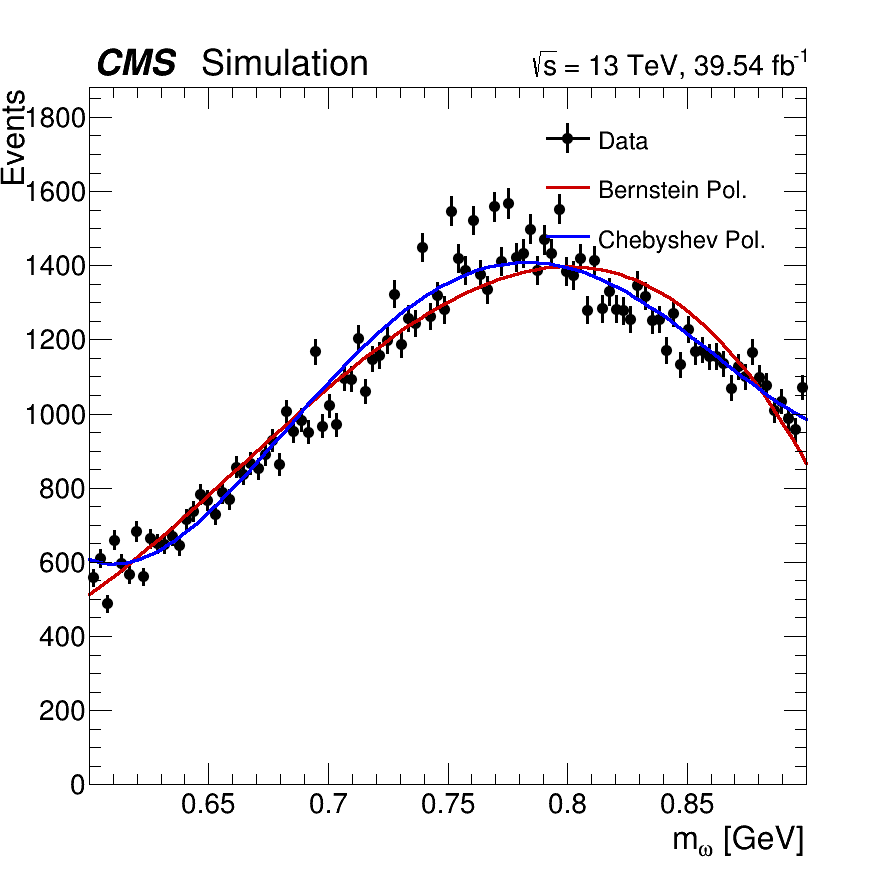 CMS Simulation
√s = 13 TeV, 39.54 fb⁻¹
Events
1800
1600
1400
1200
1000
800
600
400
200
0
Data
Bernstein Pol.
Chebyshev Pol.
0.65 0.7 0.75 0.8 0.85
m_ω [GeV]